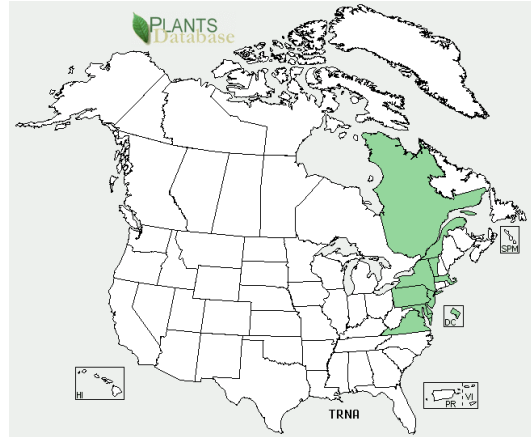 PLANTS
Database
SPM
DC
HI
PR VI
TRNA